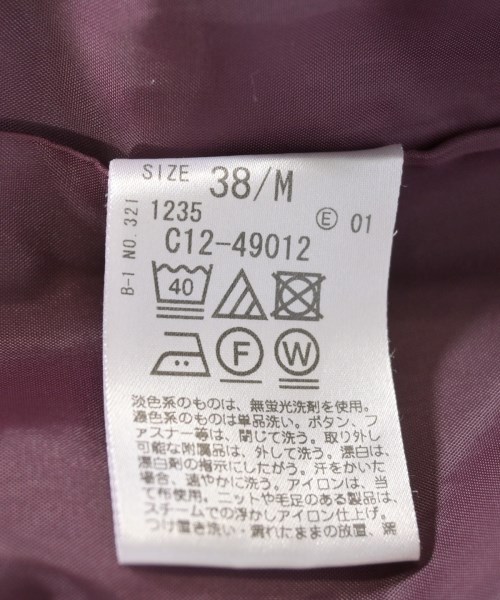 SIZE 38/M
B-1 NO.321
1235 Ⓔ 01
C12-49012
40
F W
淡色系のものは、無蛍光洗剤を使用。
濃色系のものは単品洗い。ボタン、フ
ァスナー等は、閉じて洗う。取り外し
可能な附属品は、外して洗う。漂白は、
漂白剤の指示にしたがう。汗をかいた
場合、速やかに洗う。アイロンは、当
て布使用。ニットや毛足のある製品は、
スチームでの浮かしアイロン仕上げ。
つけ置き洗い・濡れたままの放置、